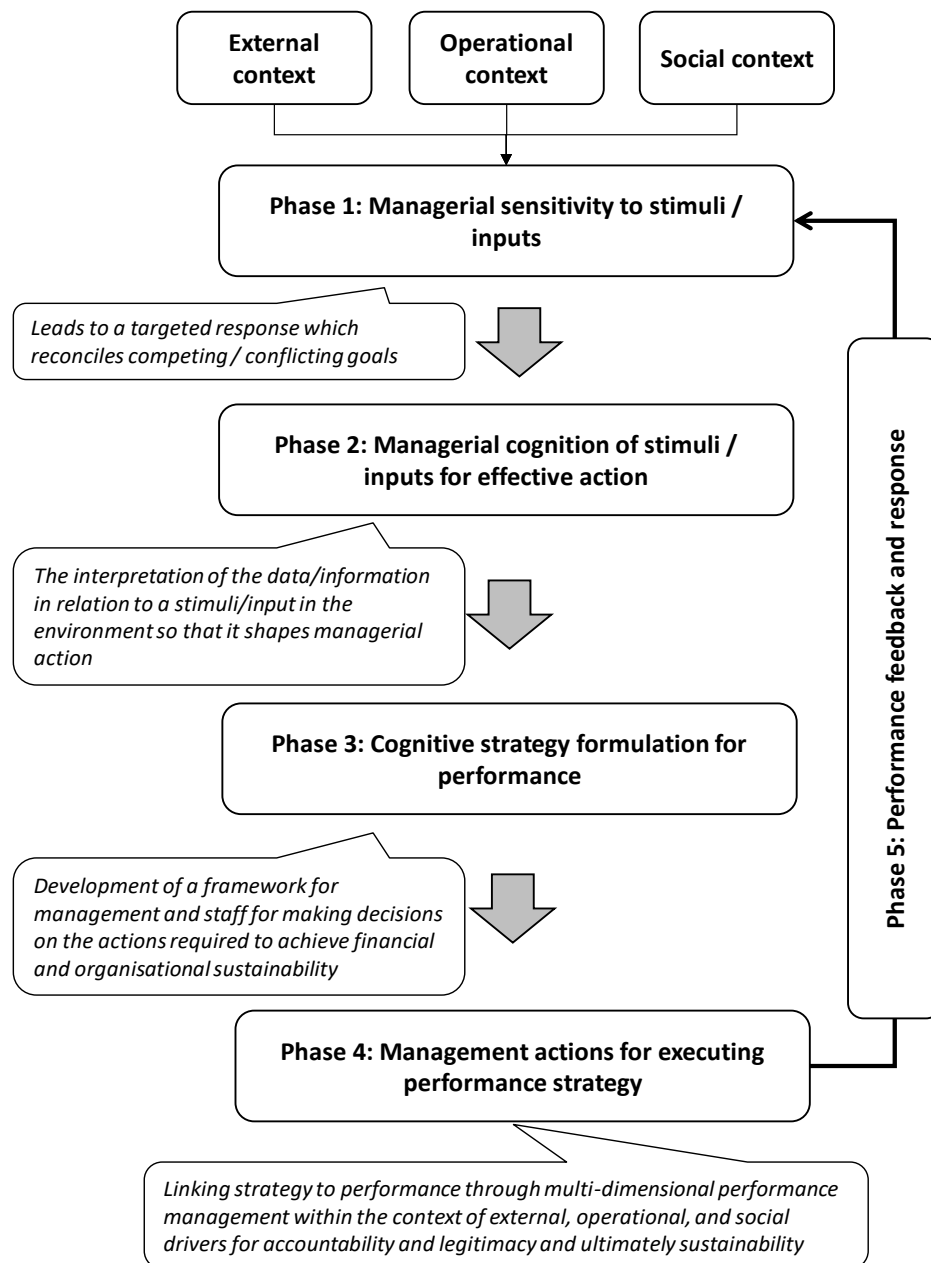 External
context
Operational
context
Social context
Phase 1: Managerial sensitivity to stimuli /
inputs
Leads to a targeted response which
reconciles competing / conflicting goals
Phase 2: Managerial cognition of stimuli /
inputs for effective action
The interpretation of the data/information
in relation to a stimuli/input in the
environment so that it shapes managerial
action
Phase 3: Cognitive strategy formulation for
performance
Development of a framework for
management and staff for making decisions
on the actions required to achieve financial
and organisational sustainability
Phase 4: Management actions for executing
performance strategy
Linking strategy to performance through multi-dimensional performance
management within the context of external, operational, and social
drivers for accountability and legitimacy and ultimately sustainability
Phase 5: Performance feedback and response